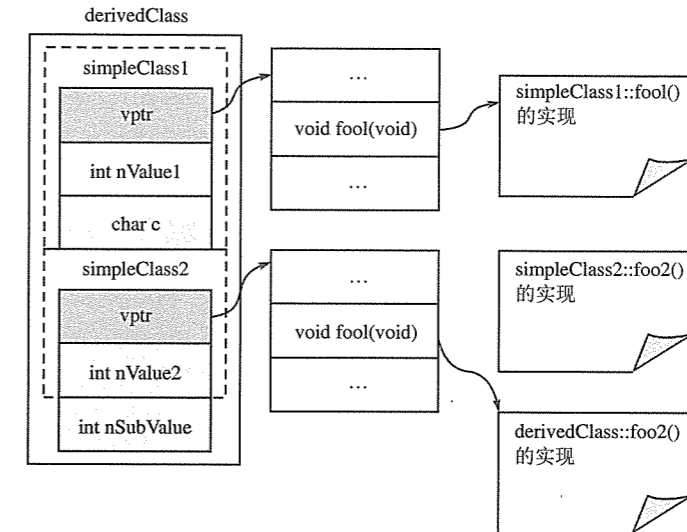 derivedClass
simpleClass1
vptr
int nValue1
char c
simpleClass2
vptr
int nValue2
int nSubValue
...
void fool(void)
...
...
void fool(void)
...
simpleClass1::fool()
的实现
simpleClass2::foo2()
的实现
derivedClass::foo2()
的实现